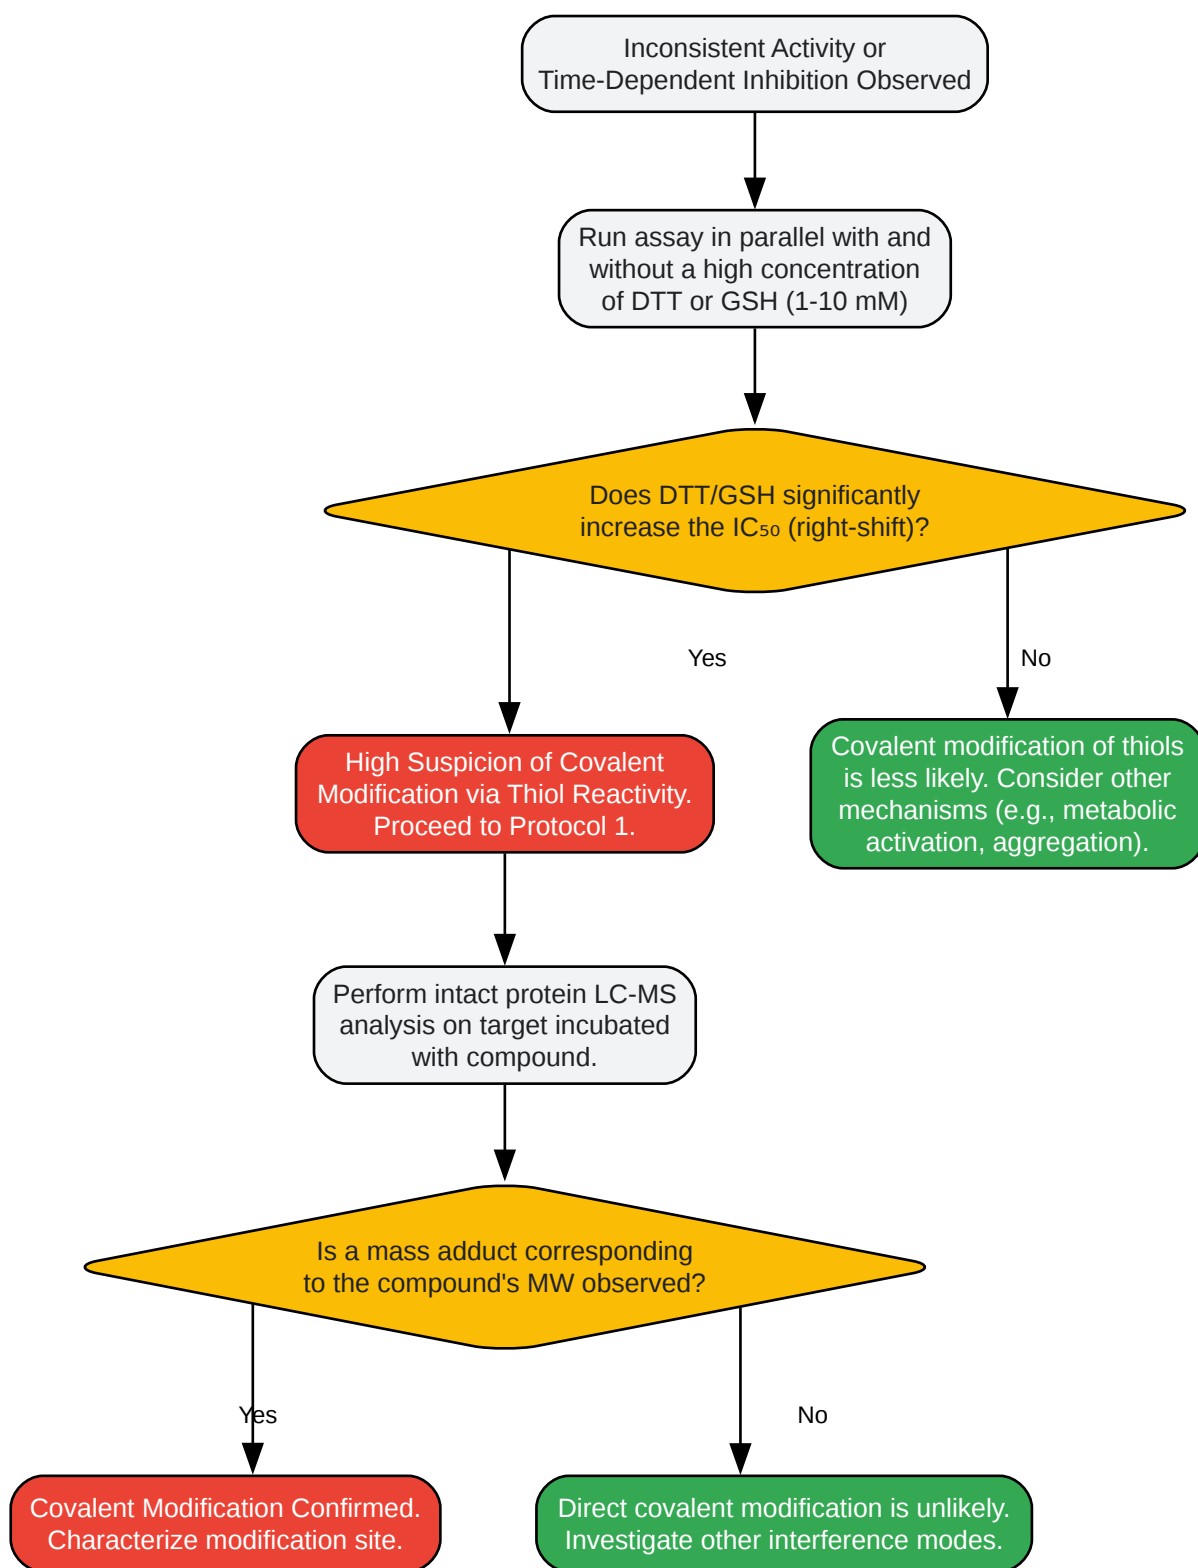 Inconsistent Activity or
Time-Dependent Inhibition Observed
Run assay in parallel with and
without a high concentration
of DTT or GSH (1-10 mM)
Does DTT/GSH significantly
increase the IC₅₀ (right-shift)?
Yes
No
High Suspicion of Covalent
Modification via Thiol Reactivity.
Proceed to Protocol 1.
Covalent modification of thiols
is less likely. Consider other
mechanisms (e.g., metabolic
activation, aggregation).
Perform intact protein LC-MS
analysis on target incubated
with compound.
Is a mass adduct corresponding
to the compound's MW observed?
Yes
No
Covalent Modification Confirmed.
Characterize modification site.
Direct covalent modification is unlikely.
Investigate other interference modes.